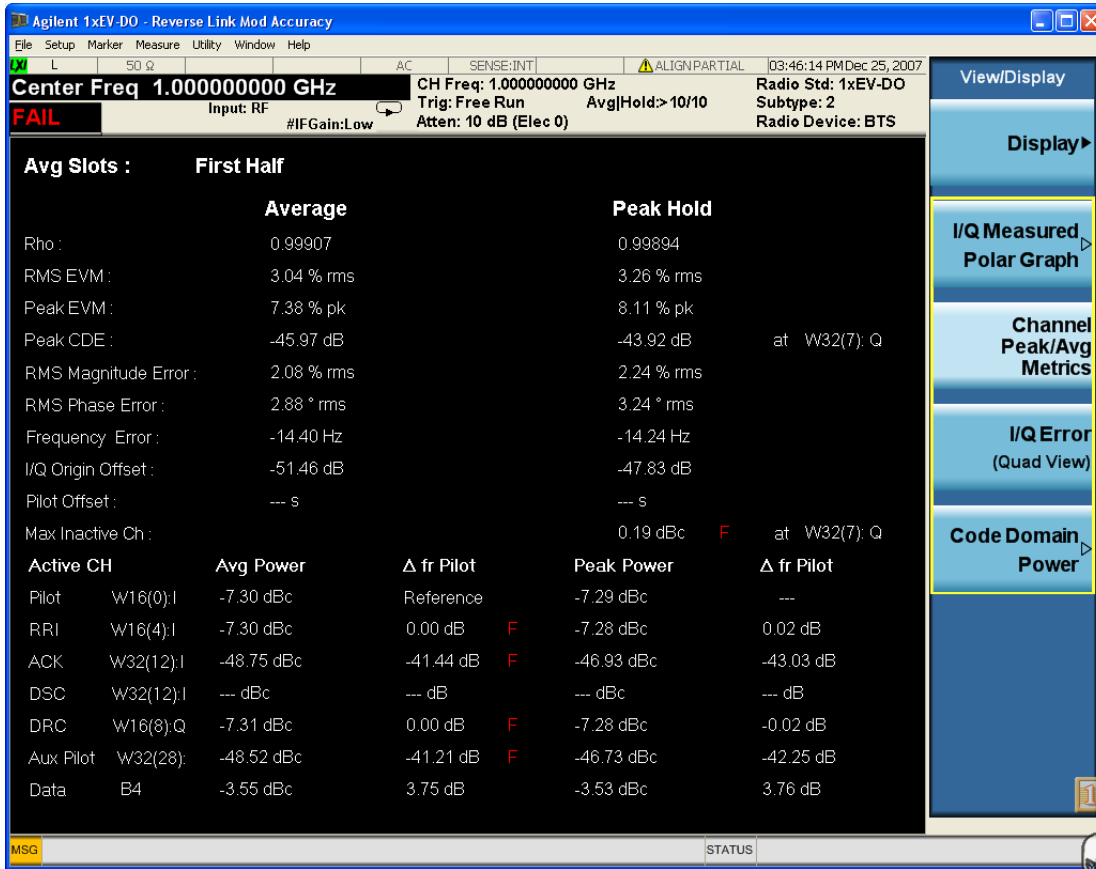 Agilent 1xEV-DO - Reverse Link Mod Accuracy
File Setup Marker Measure Utility Window Help
LXI L 50 Ω AC SENSE:INT ALIGN PARTIAL 03:46:14 PM Dec 25, 2007
Center Freq 1.000000000 GHz CH Freq: 1.000000000 GHz Radio Std: 1xEV-DO
Input: RF Trig: Free Run Avg|Hold:> 10/10 Subtype: 2
FAIL #IFGain:Low Atten: 10 dB (Elec 0) Radio Device: BTS
Avg Slots : First Half
Average Peak Hold
Rho : 0.99907 0.99894
RMS EVM : 3.04 % rms 3.26 % rms
Peak EVM : 7.38 % pk 8.11 % pk
Peak CDE : -45.97 dB -43.92 dB at W32(7): Q
RMS Magnitude Error : 2.08 % rms 2.24 % rms
RMS Phase Error : 2.88 ° rms 3.24 ° rms
Frequency Error : -14.40 Hz -14.24 Hz
I/Q Origin Offset : -51.46 dB -47.83 dB
Pilot Offset : --- s --- s
Max Inactive Ch : 0.19 dBc F at W32(7): Q
Active CH Avg Power Δ fr Pilot Peak Power Δ fr Pilot
Pilot W16(0):I -7.30 dBc Reference -7.29 dBc ---
RRI W16(4):I -7.30 dBc 0.00 dB F -7.28 dBc 0.02 dB
ACK W32(12):I -48.75 dBc -41.44 dB F -46.93 dBc -43.03 dB
DSC W32(12):I --- dBc --- dB --- dBc --- dB
DRC W16(8):Q -7.31 dBc 0.00 dB F -7.28 dBc -0.02 dB
Aux Pilot W32(28): -48.52 dBc -41.21 dB F -46.73 dBc -42.25 dB
Data B4 -3.55 dBc 3.75 dB -3.53 dBc 3.76 dB
View/Display
Display
I/Q Measured
Polar Graph
Channel
Peak/Avg
Metrics
I/Q Error
(Quad View)
Code Domain
Power
1
MSG STATUS